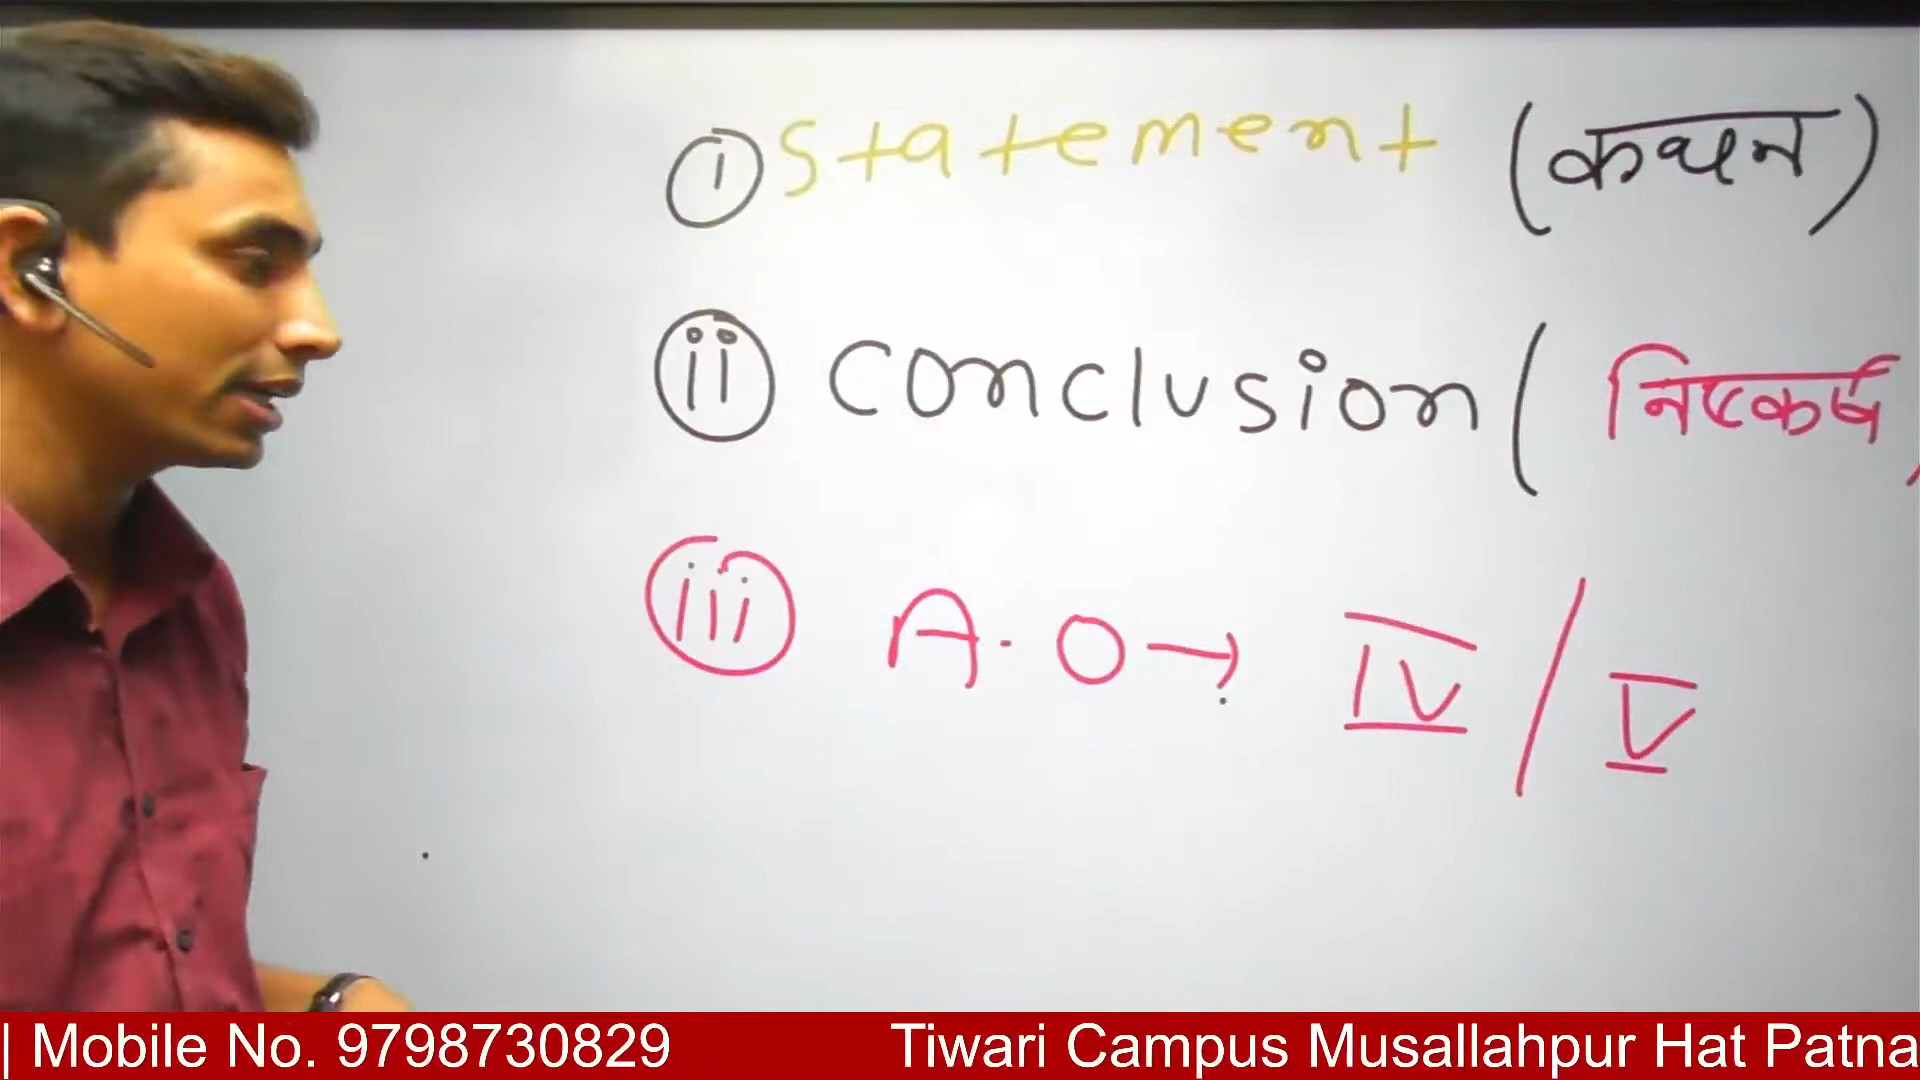 (i) Statement (कथन)
(ii) Conclusion (निष्कर्ष)
(iii) A.O → IV / V
| Mobile No. 9798730829 Tiwari Campus Musallahpur Hat Patna